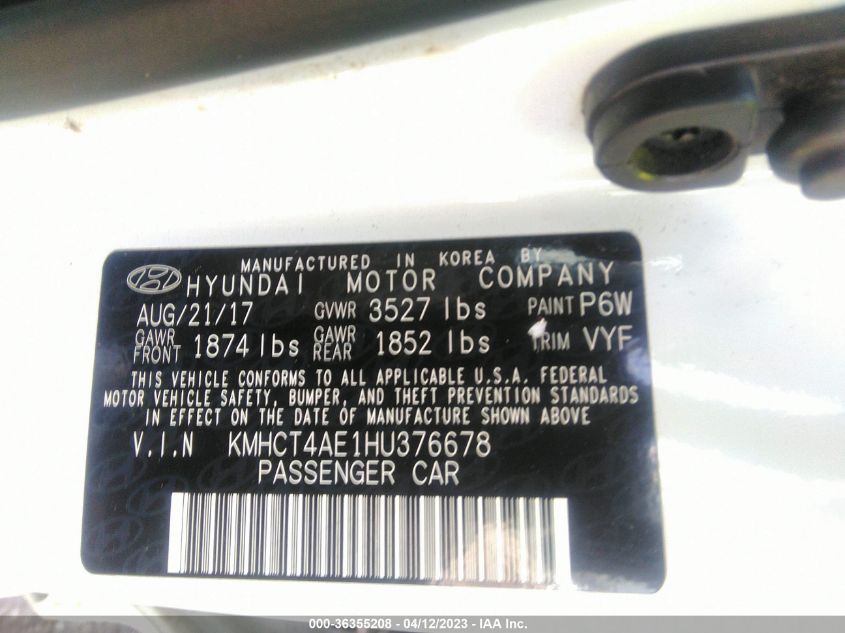 MANUFACTURED IN KOREA BY
HYUNDAI MOTOR COMPANY
AUG/21/17 GVWR 3527 lbs PAINT P6W
GAWR FRONT 1874 lbs GAWR REAR 1852 lbs TRIM VYF
THIS VEHICLE CONFORMS TO ALL APPLICABLE U.S.A. FEDERAL
MOTOR VEHICLE SAFETY, BUMPER, AND THEFT PREVENTION STANDARDS
IN EFFECT ON THE DATE OF MANUFACTURE SHOWN ABOVE
V.I.N KMHCT4AE1HU376678
PASSENGER CAR
000-36355208 - 04/12/2023 - IAA Inc.